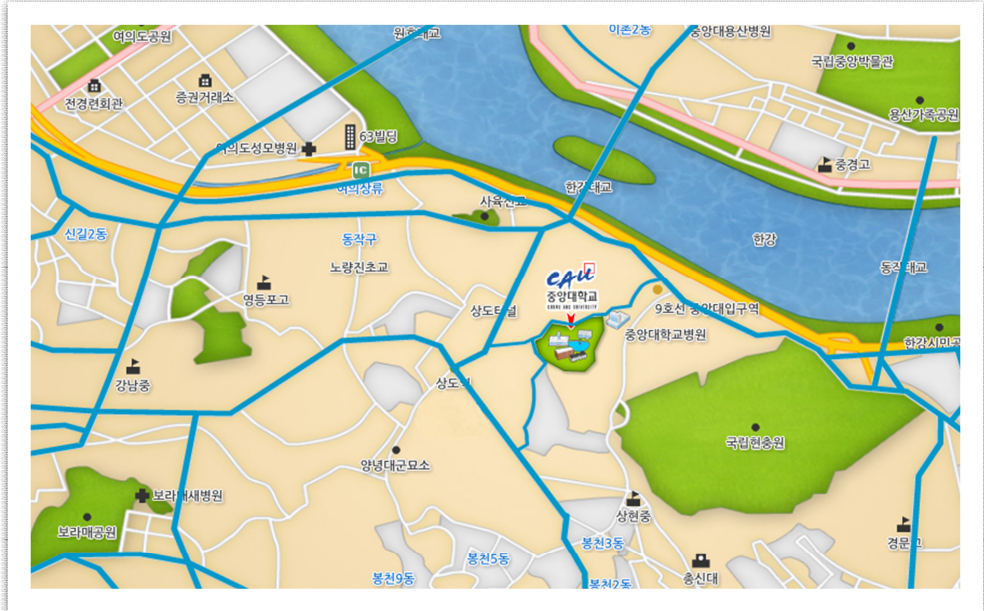 여의도공원
원효대교
이촌2동
중앙대용산병원
국립중앙박물관
전경련회관
증권거래소
용산가족공원
63빌딩
여의도성모병원
IC
여의상류
중경고
한강대교
사육신묘
신길2동
동작구
한강
노량진초교
동작대교
CAU
중앙대학교
CHUNG ANG UNIVERSITY
영등포고
상도터널
9호선 중앙대입구역
중앙대학교병원
한강시민공
강남중
상도역
국립현충원
양녕대군묘소
보라매새병원
보라매공원
상현중
경문고
봉천3동
봉천5동
총신대
봉천9동
봉천2동